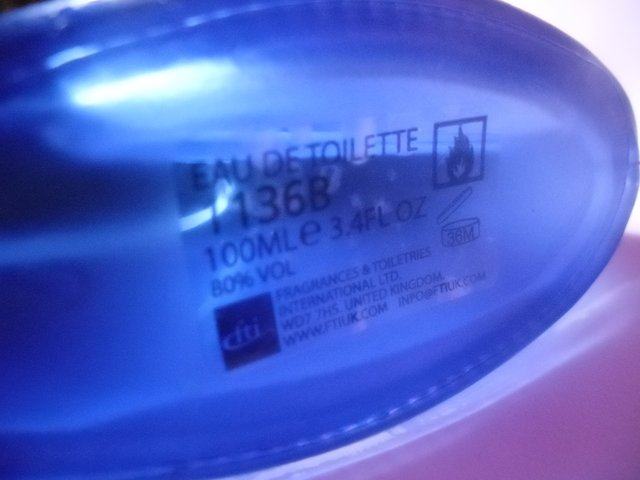 EAU DE TOILETTE
1136B
100ML e 3.4FL OZ
36M
80% VOL
FRAGRANCES & TOILETRIES
INTERNATIONAL LTD.
WD7 7HS. UNITED KINGDOM.
WWW.FTIUK.COM INFO@FTIUK.COM
fti